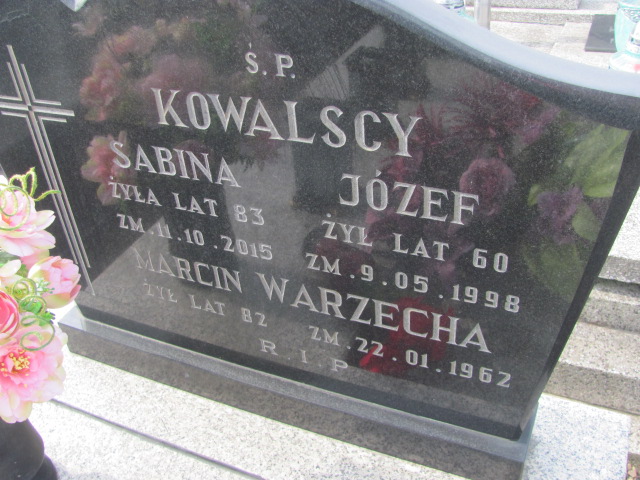 Ś.P.
KOWALSCY
SABINA
ŻYŁA LAT 83
ZM.11.10.2015
JÓZEF
ŻYŁ LAT 60
ZM.9.05.1998
MARCIN WARZECHA
ŻYŁ LAT 82 ZM.22.01.1962
R I P